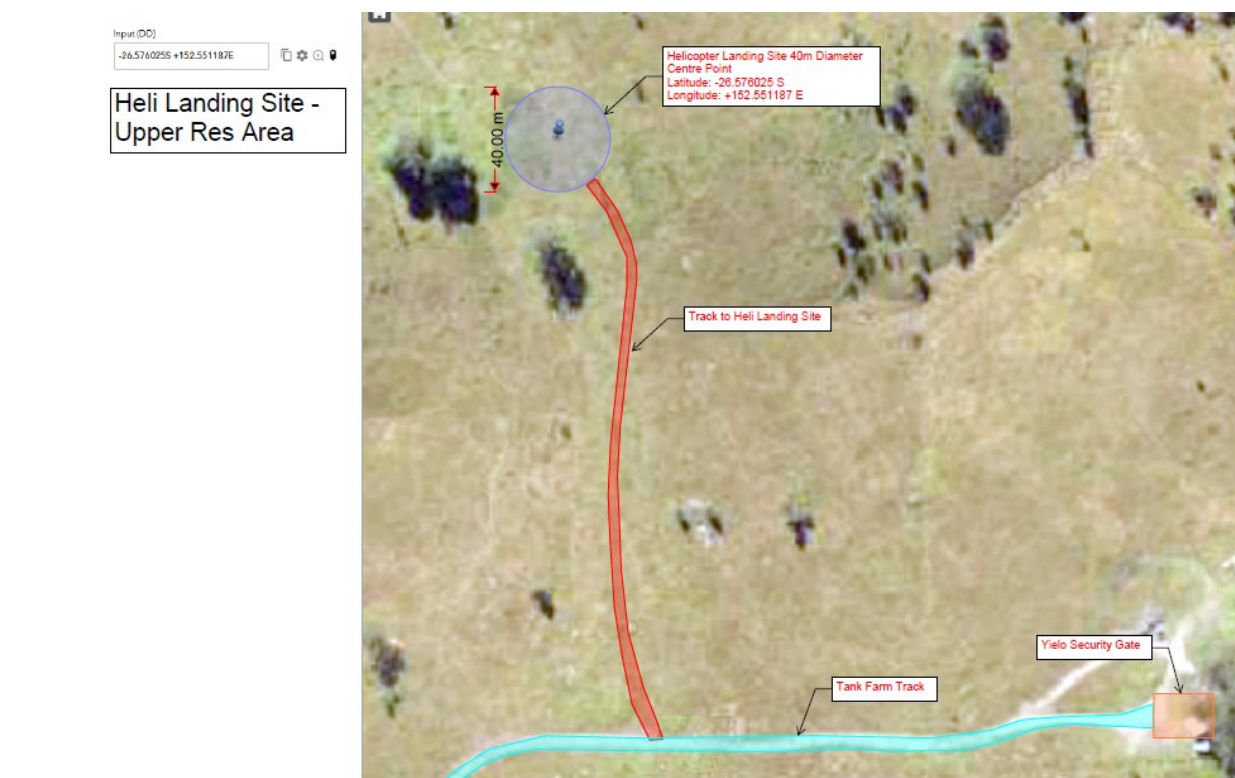 Input (DD)
-26.576025S +152.551187E
Heli Landing Site -
Upper Res Area
Helicopter Landing Site 40m Diameter
Centre Point
Latitude: -26.576025 S
Longitude: +152.551187 E
40.00 m
Track to Heli Landing Site
Yielo Security Gate
Tank Farm Track